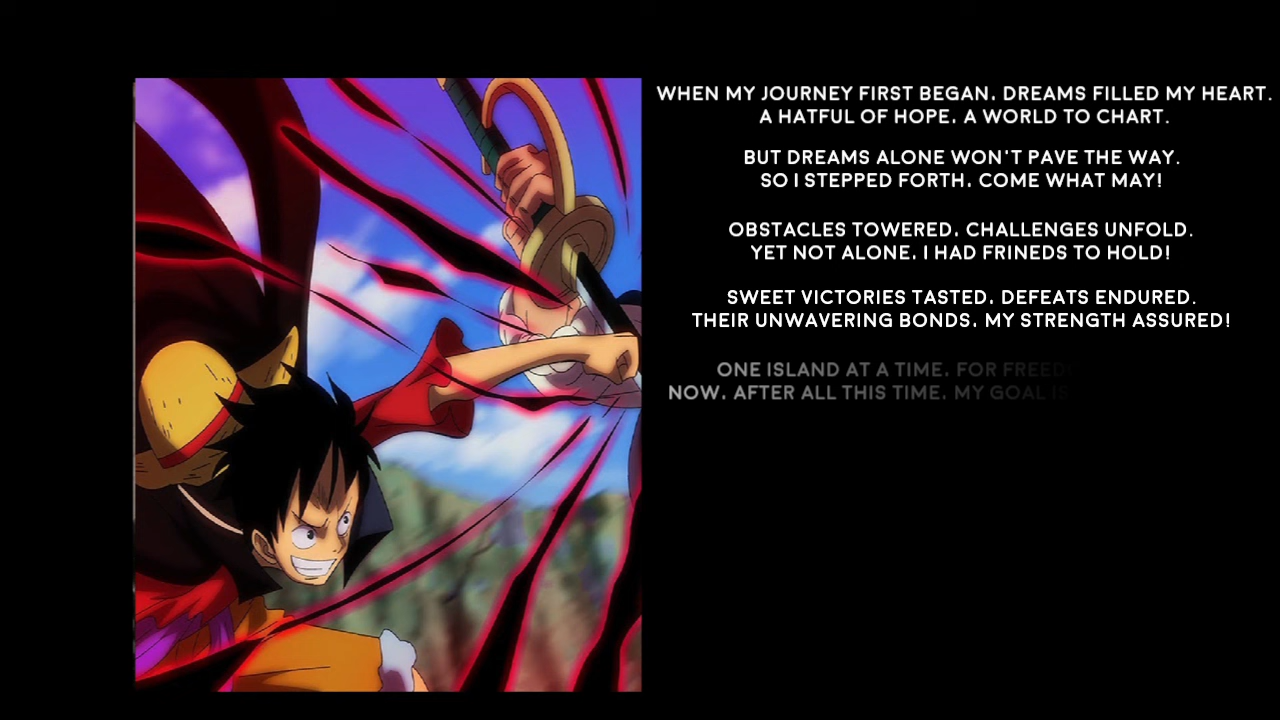 WHEN MY JOURNEY FIRST BEGAN. DREAMS FILLED MY HEART.
A HATFUL OF HOPE. A WORLD TO CHART.
BUT DREAMS ALONE WON'T PAVE THE WAY.
SO I STEPPED FORTH. COME WHAT MAY!
OBSTACLES TOWERED. CHALLENGES UNFOLD.
YET NOT ALONE. I HAD FRINEDS TO HOLD!
SWEET VICTORIES TASTED. DEFEATS ENDURED.
THEIR UNWAVERING BONDS. MY STRENGTH ASSURED!
ONE ISLAND AT A TIME. FOR
NOW. AFTER ALL THIS TIME. MY GOAL IS